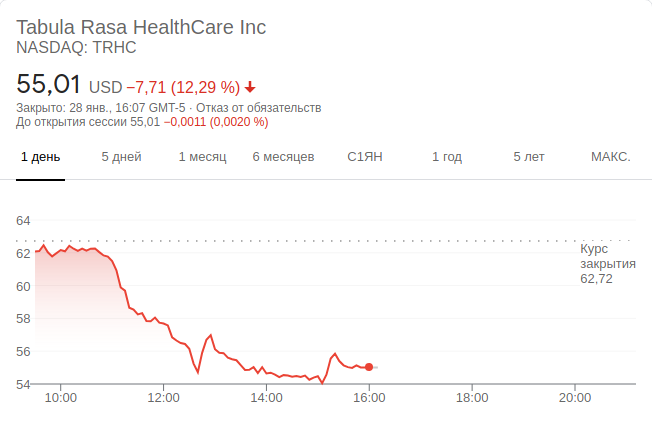 Tabula Rasa HealthCare Inc
NASDAQ: TRHC
55,01 USD −7,71 (12,29 %)
Закрыто: 28 янв., 16:07 GMT-5 · Отказ от обязательств
До открытия сессии 55,01 −0,0011 (0,0020 %)
1 день 5 дней 1 месяц 6 месяцев С1ЯН 1 год 5 лет МАКС.
64
62
60
58
56
54
Курс
закрытия
62,72
10:00 12:00 14:00 16:00 18:00 20:00